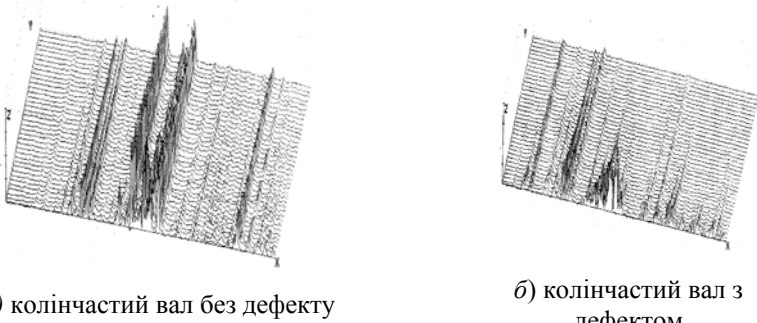 Z
X
Z
X
) колінчастий вал без дефекту
б) колінчастий вал з
дефектом